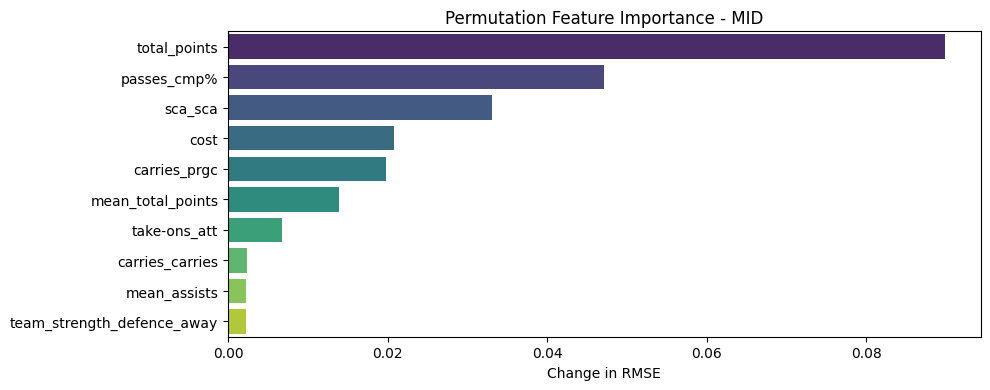 Permutation Feature Importance - MID
total_points
passes_cmp%
sca_sca
cost
carries_prgc
mean_total_points
take-ons_att
carries_carries
mean_assists
team_strength_defence_away
0.00 0.02 0.04 0.06 0.08
Change in RMSE